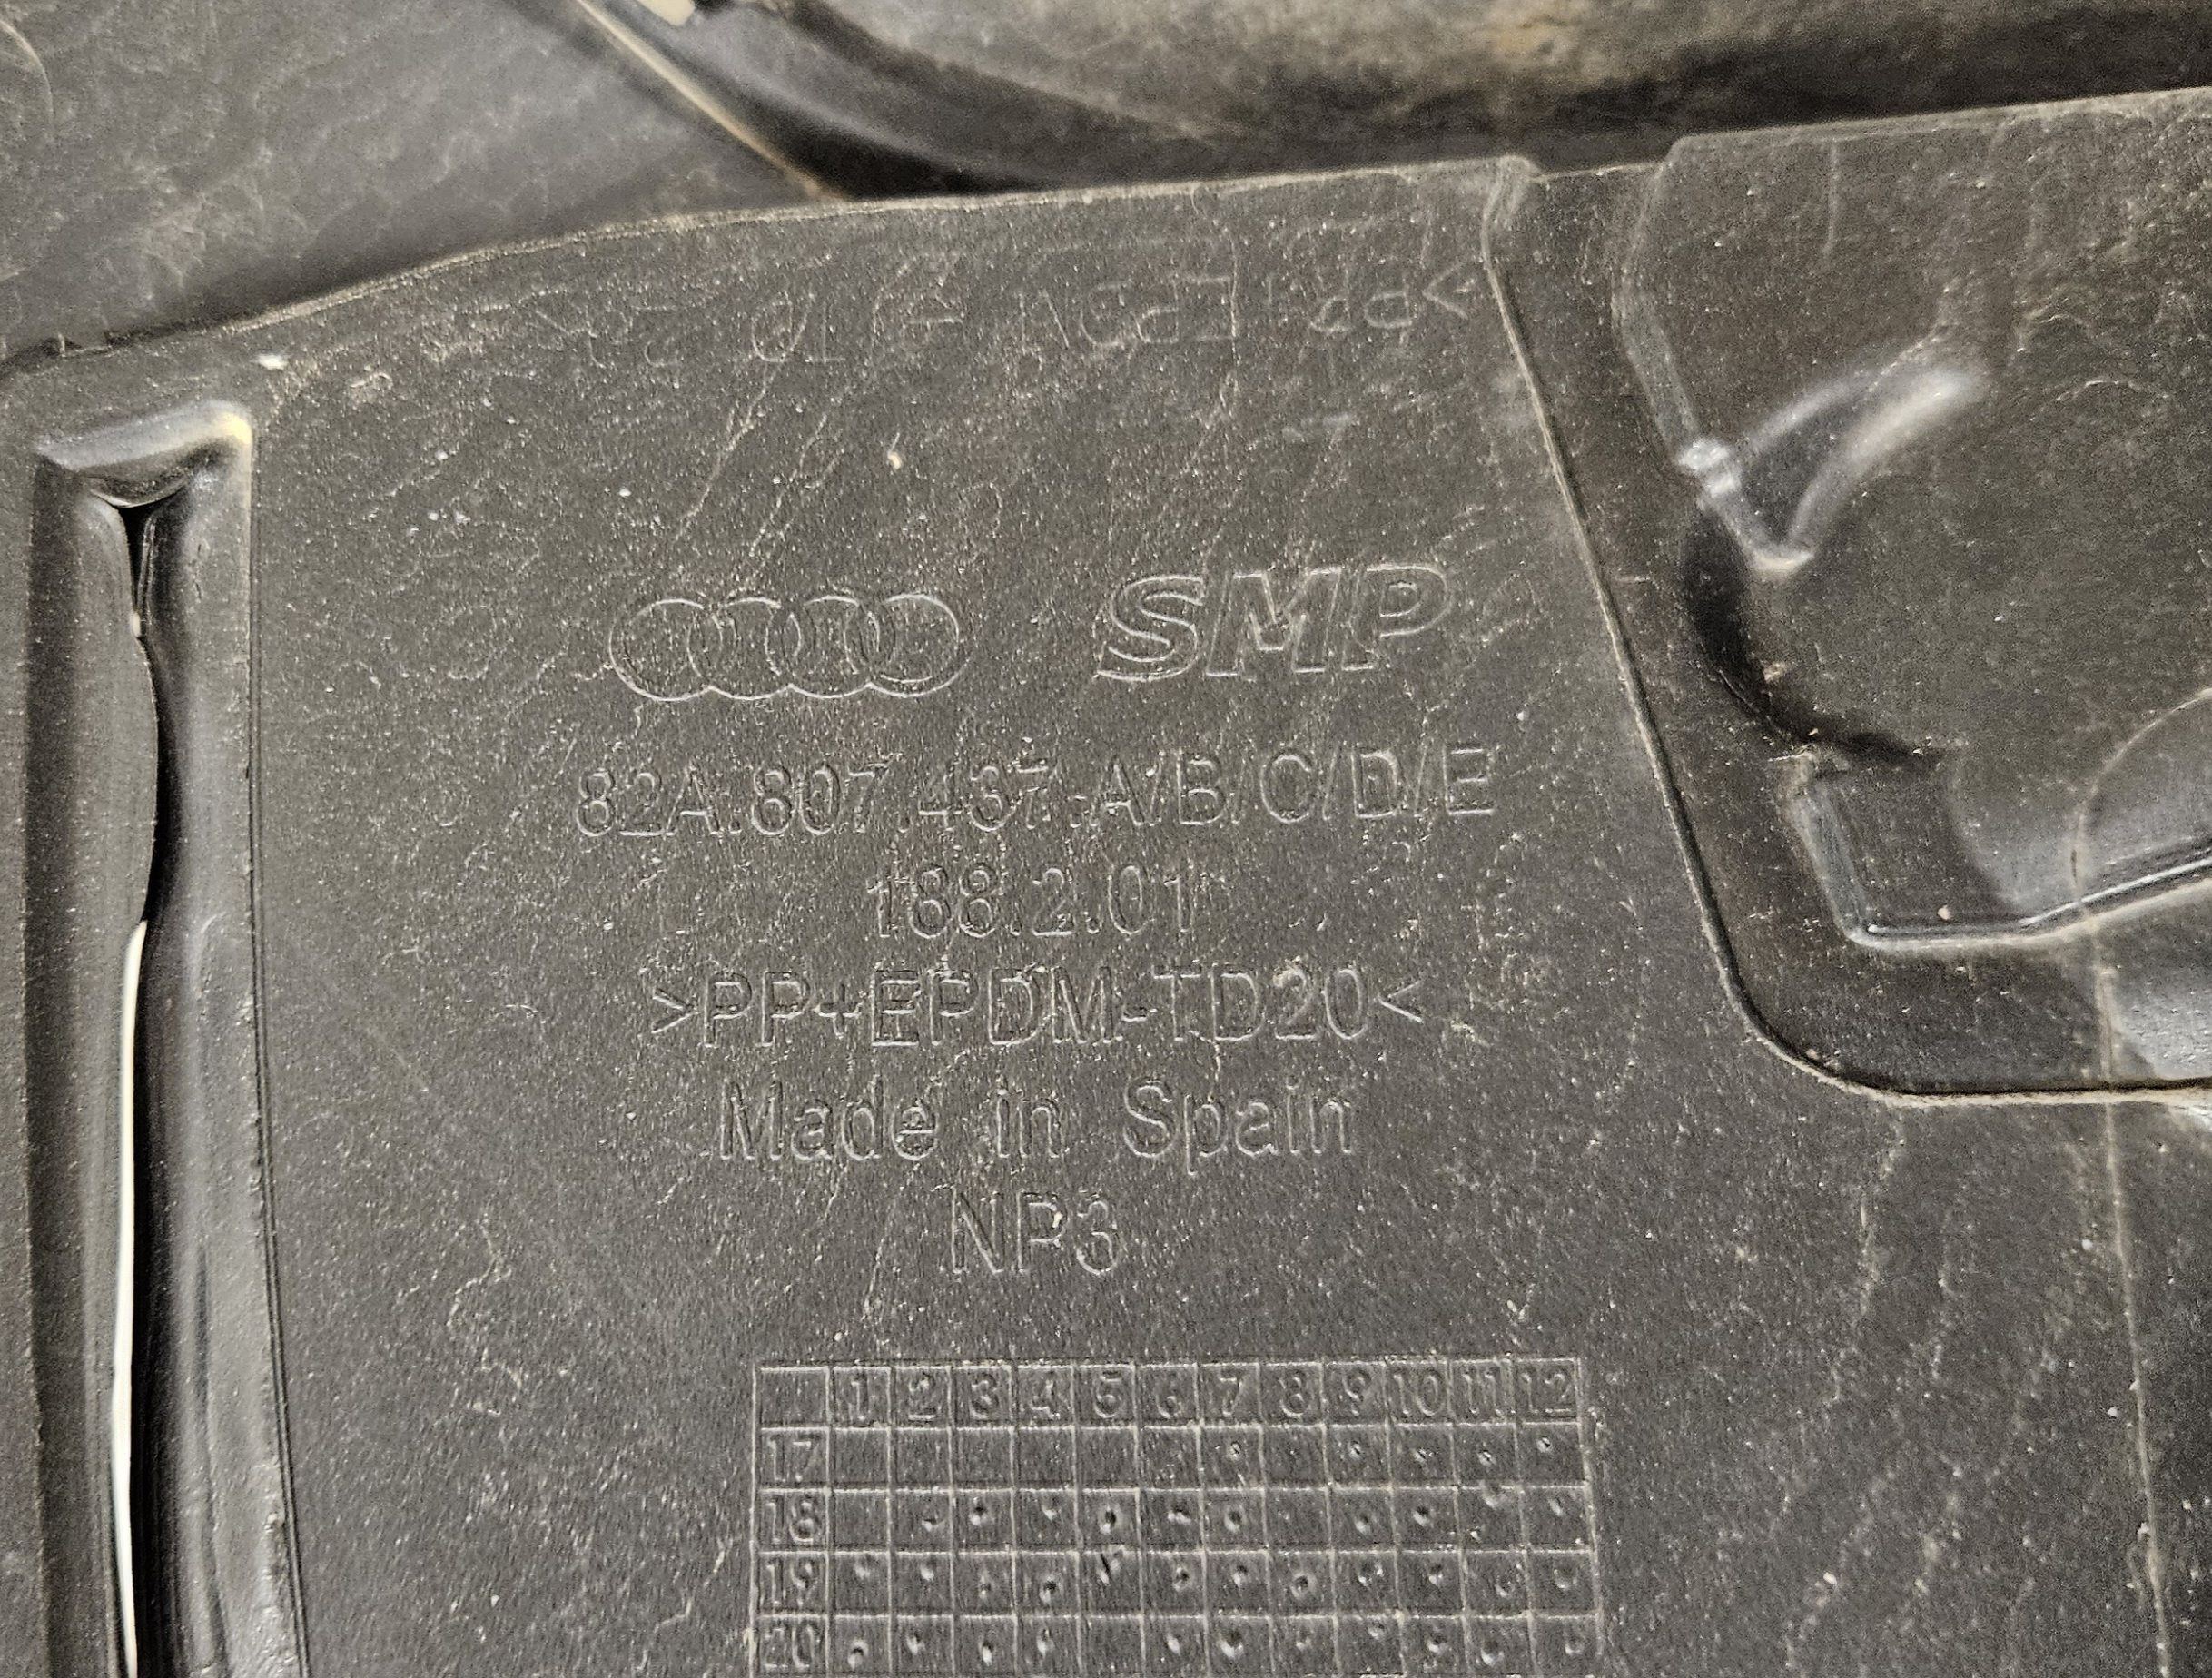 SMP
82A.807.437.A/B/C/D/E
188.2.01
>PP+EPDM-TD20<
Made in Spain
NP3
1 2 3 4 5 6 7 8 9 10 11 12
17
18
19
20